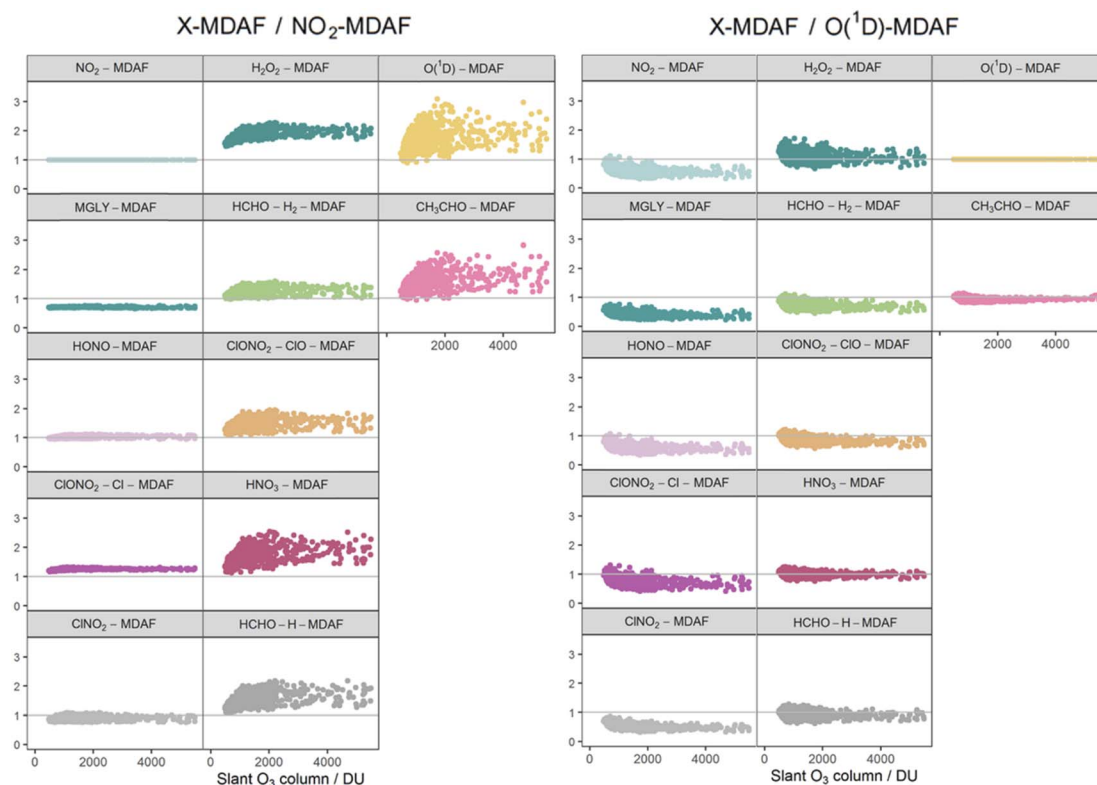 X-MDAF / NO₂-MDAF
NO₂ – MDAF
H₂O₂ – MDAF
O(¹D) – MDAF
3
2
1
0
MGLY – MDAF
HCHO – H₂ – MDAF
CH₃CHO – MDAF
3
2
1
0
HONO – MDAF
ClONO₂ – ClO – MDAF
2000 4000
3
2
1
0
ClONO₂ – Cl – MDAF
HNO₃ – MDAF
3
2
1
0
ClNO₂ – MDAF
HCHO – H – MDAF
3
2
1
0
0 2000 4000 0 2000 4000
Slant O₃ column / DU
X-MDAF / O(¹D)-MDAF
NO₂ – MDAF
H₂O₂ – MDAF
O(¹D) – MDAF
3
2
1
0
MGLY – MDAF
HCHO – H₂ – MDAF
CH₃CHO – MDAF
3
2
1
0
HONO – MDAF
ClONO₂ – ClO – MDAF
0 2000 4000
3
2
1
0
ClONO₂ – Cl – MDAF
HNO₃ – MDAF
3
2
1
0
ClNO₂ – MDAF
HCHO – H – MDAF
3
2
1
0
0 2000 4000 0 2000 4000
Slant O₃ column / DU